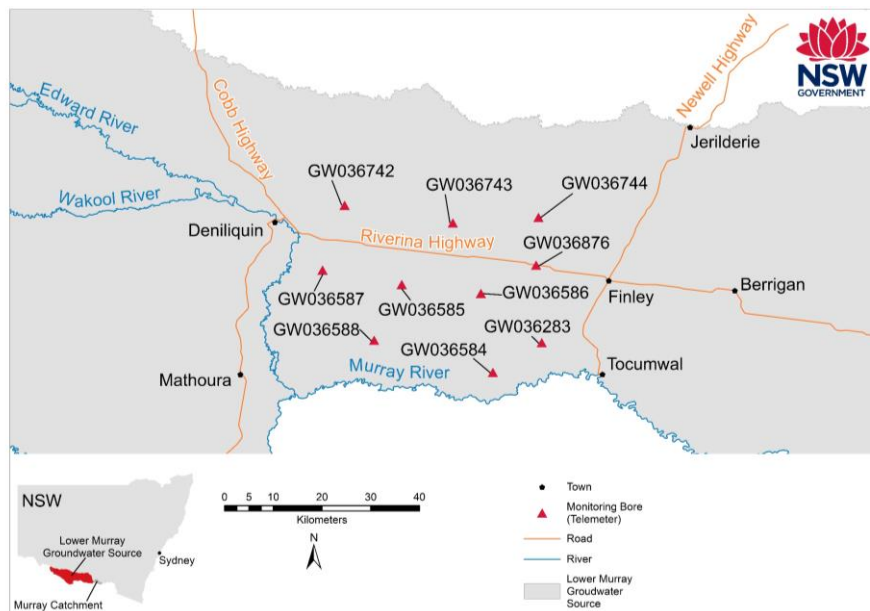 NSW
GOVERNMENT
Newell Highway
Jerilderie
Cobb Highway
Edward River
Wakool River
GW036742
GW036743
GW036744
Deniliquin
Riverina Highway
GW036876
GW036587
GW036585
GW036586
Finley
Berrigan
GW036588
GW036283
GW036584
Murray River
Mathoura
Tocumwal
NSW
Lower Murray
Groundwater Source
Sydney
Murray Catchment
0 5 10 20 30 40
Kilometers
N
Town
Monitoring Bore
(Telemeter)
Road
River
Lower Murray
Groudwater
Source